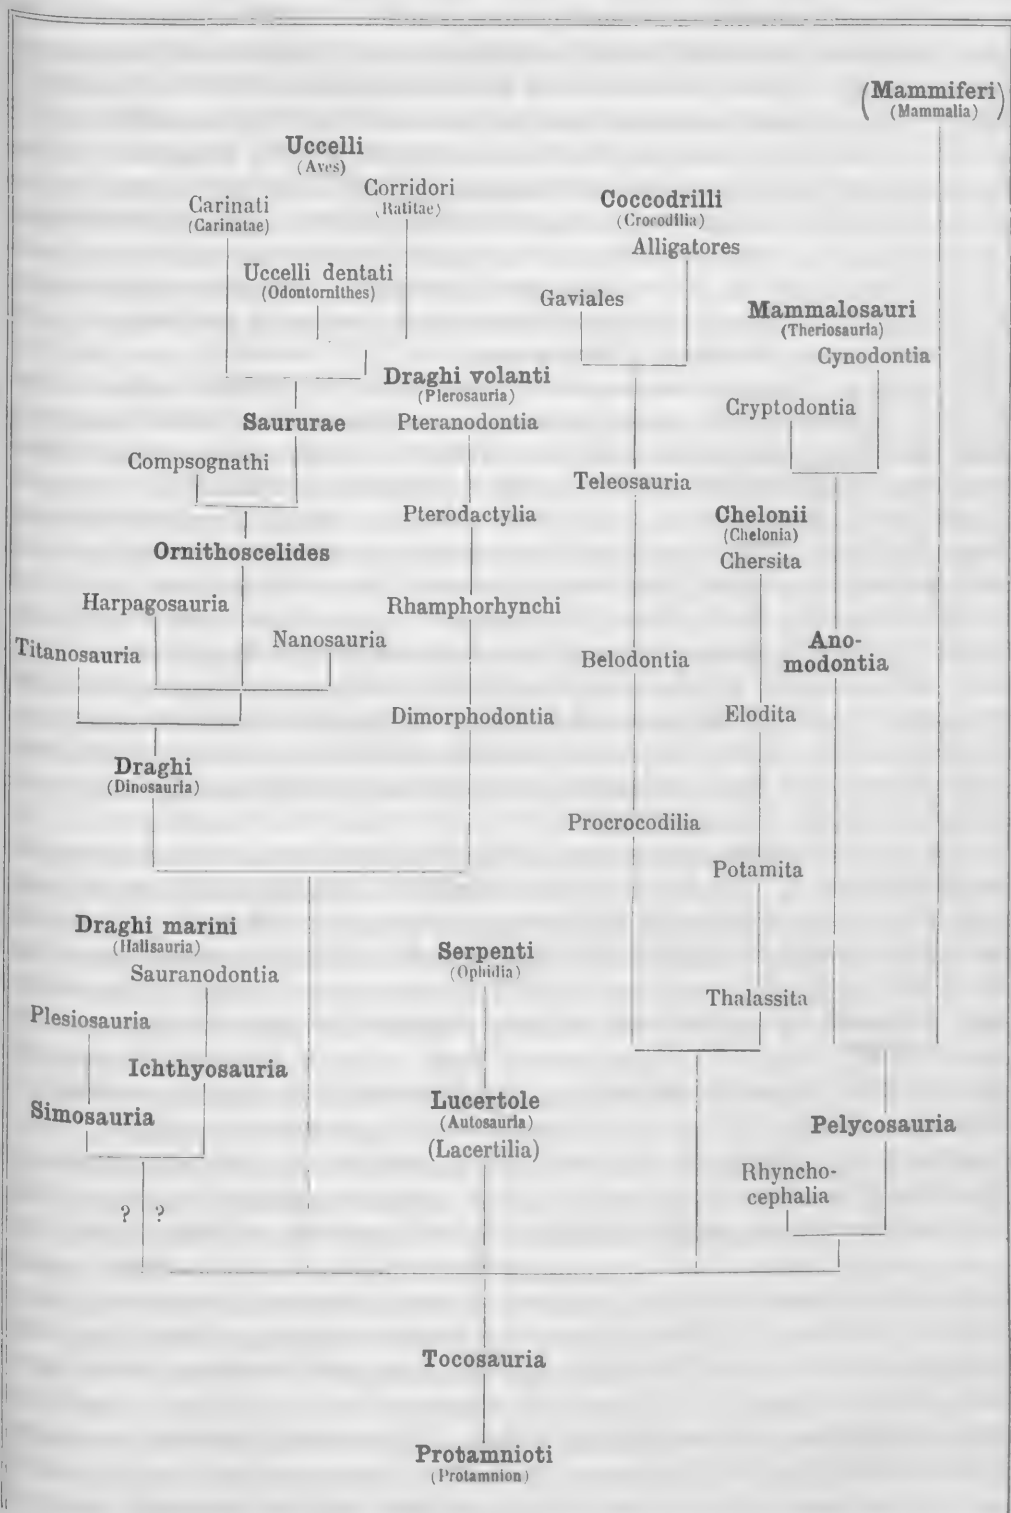 (Mammiferi)
(Mammalia)
Uccelli
(Aves)
Carinati
(Carinatae)
Corridori
(Ratitae)
Uccelli dentati
(Odontornithes)
Coccodrilli
(Crocodilia)
Alligatores
Gaviales
Mammalosauri
(Theriosauria)
Cynodontia
Cryptodontia
Draghi volanti
(Plerosauria)
Pteranodontia
Saururae
Compsognathi
Teleosauria
Pterodactylia
Chelonii
(Chelonia)
Chersita
Ornithoscelides
Harpagosauria
Rhamphorhynchi
Titanosauria
Nanosauria
Belodontia
Ano-
modontia
Dimorphodontia
Elodita
Draghi
(Dinosauria)
Procrocodilia
Potamita
Draghi marini
(Halisauria)
Sauranodontia
Serpenti
(Ophidia)
Thalassita
Plesiosauria
Ichthyosauria
Simosauria
Lucertole
(Autosauria)
(Lacertilia)
Pelycosauria
Rhyncho-
cephalia
? ?
Tocosauria
Protamnioti
(Protamnion)